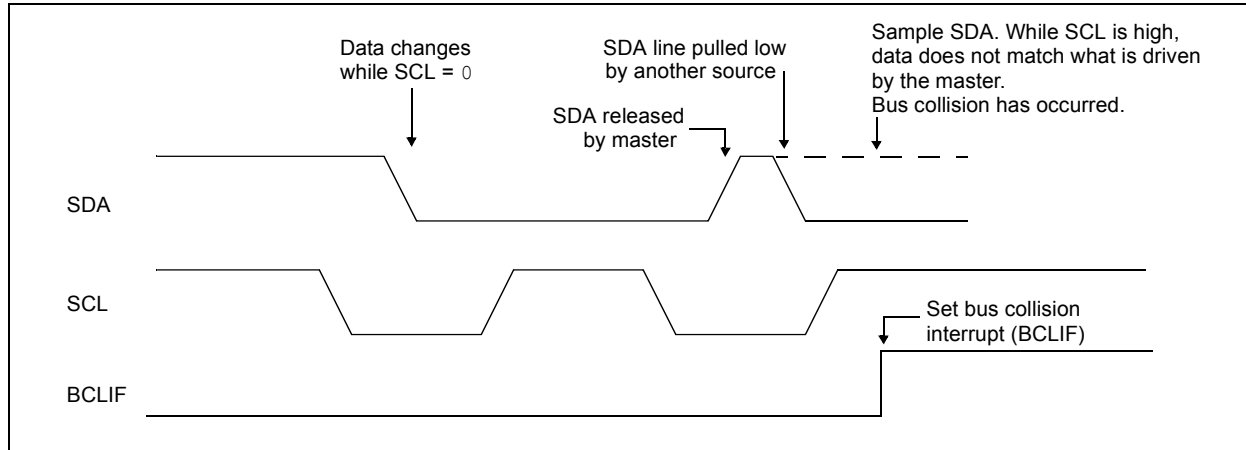 Data changes
while SCL = 0
SDA line pulled low
by another source
Sample SDA. While SCL is high,
data does not match what is driven
by the master.
Bus collision has occurred.
SDA released
by master
SDA
SCL
Set bus collision
interrupt (BCLIF)
BCLIF